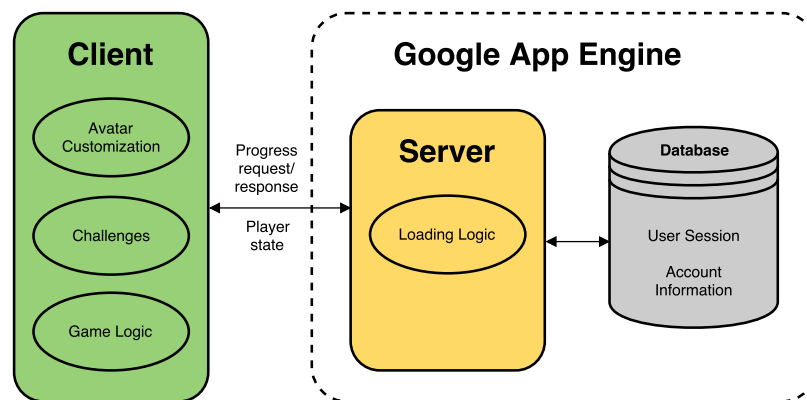 Client
Avatar
Customization
Challenges
Game Logic
Progress
request/
response
Player
state
Google App Engine
Server
Loading Logic
Database
User Session
Account
Information